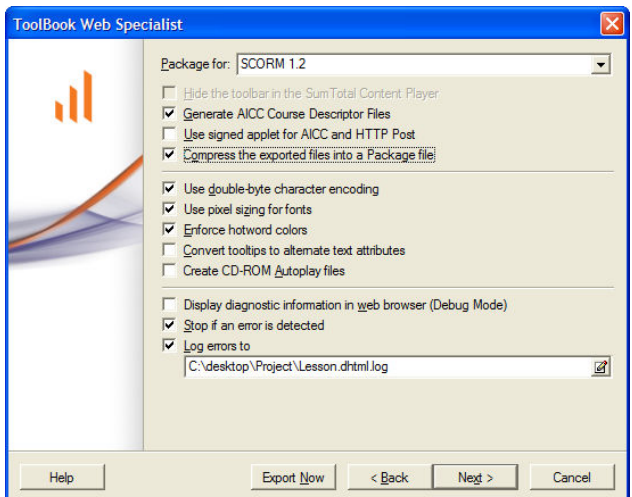 ToolBook Web Specialist
Package for: SCORM 1.2
Hide the toolbar in the SumTotal Content Player
Generate AICC Course Descriptor Files
Use signed applet for AICC and HTTP Post
Compress the exported files into a Package file
Use double-byte character encoding
Use pixel sizing for fonts
Enforce hotword colors
Convert tooltips to alternate text attributes
Create CD-ROM Autoplay files
Display diagnostic information in web browser (Debug Mode)
Stop if an error is detected
Log errors to
C:\desktop\Project\Lesson.dhtml.log
Help Export Now < Back Next > Cancel